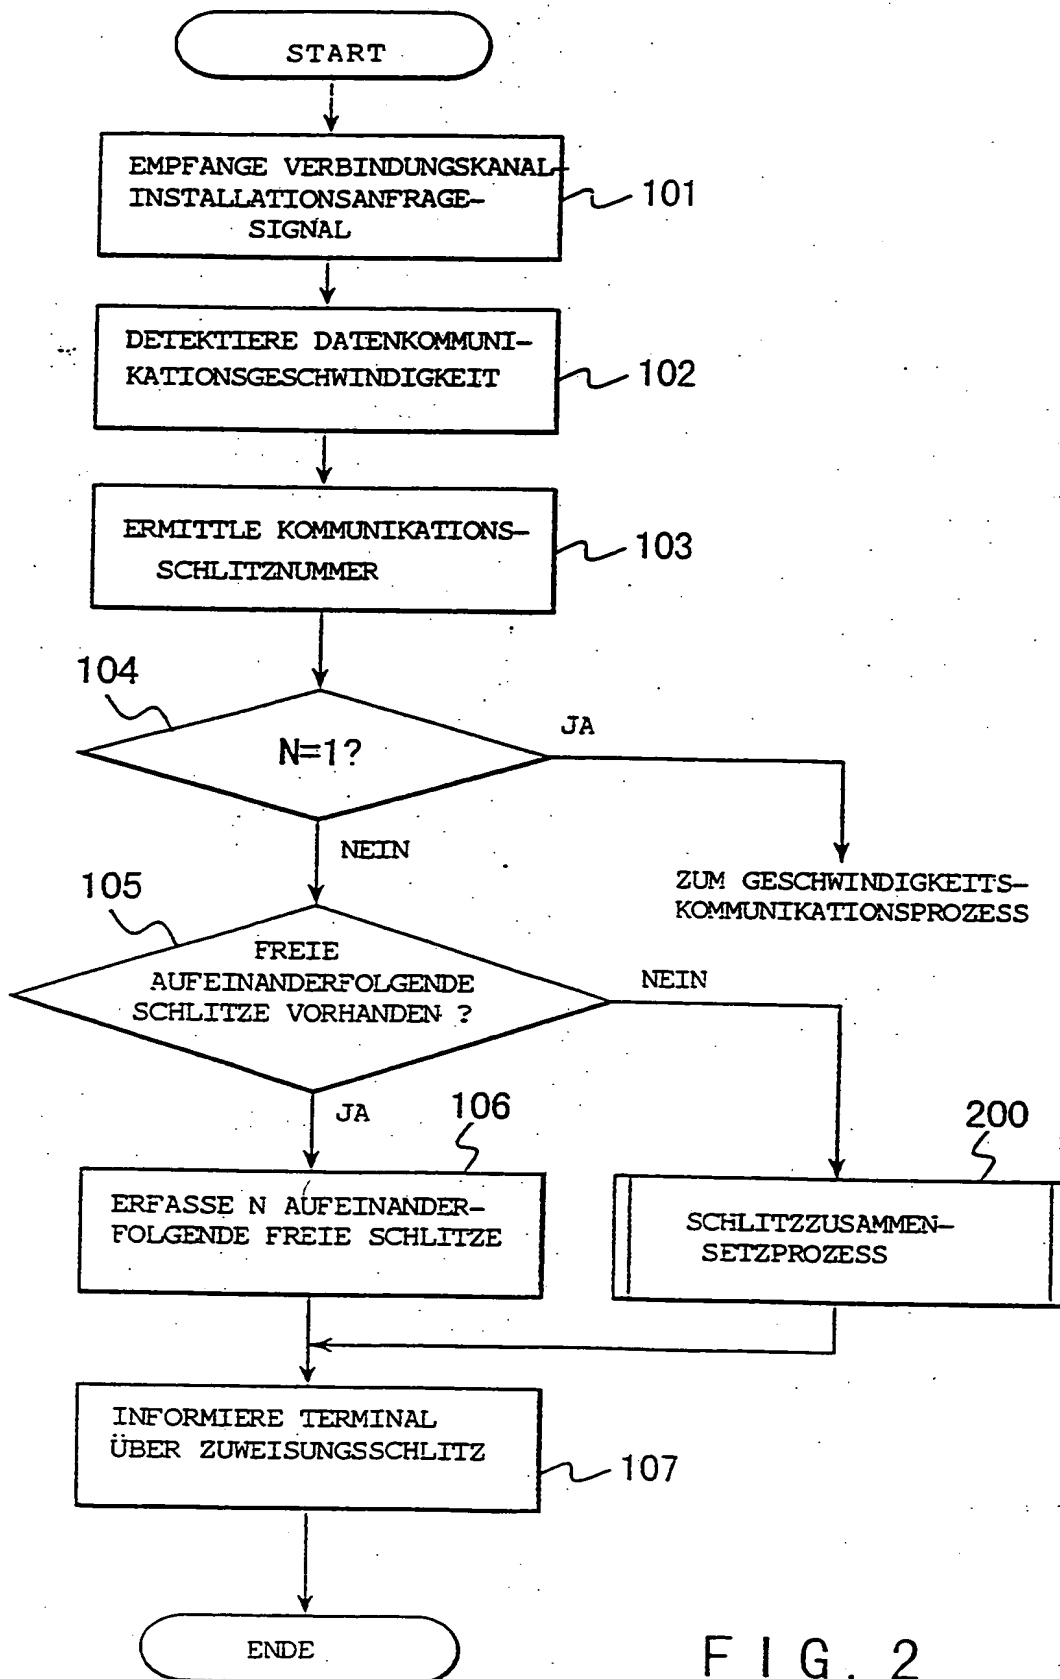 START
EMPFANGE VERBINDUNGSKANAL-
INSTALLATIONSANFRAGE-
SIGNAL
101
DETEKTIERE DATENKOMMUNI-
KATIONSGESCHWINDIGKEIT
102
ERMITTLE KOMMUNIKATIONS-
SCHLITZNUMMER
103
104
N=1?
JA
NEIN
ZUM GESCHWINDIGKEITS-
KOMMUNIKATIONSPROZESS
105
FREIE
AUFEINANDERFOLGENDE
SCHLITZE VORHANDEN ?
NEIN
JA
106
200
ERFASSE N AUFEINANDER-
FOLGENDE FREIE SCHLITZE
SCHLITZZUSAMMEN-
SETZPROZESS
INFORMIERE TERMINAL
ÜBER ZUWEISUNGSSCHLITZ
107
ENDE
FIG. 2